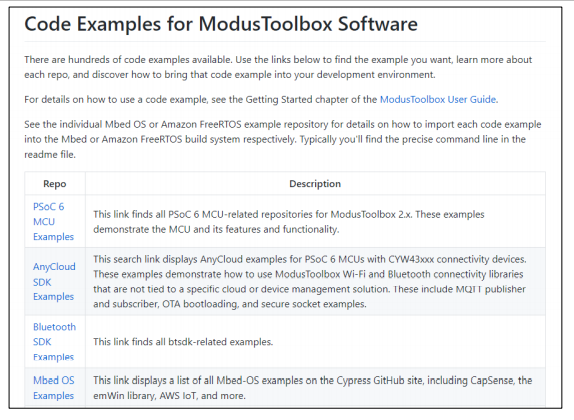 Code Examples for ModusToolbox Software
There are hundreds of code examples available. Use the links below to find the example you want, learn more about
each repo, and discover how to bring that code example into your development environment.
For details on how to use a code example, see the Getting Started chapter of the ModusToolbox User Guide.
See the individual Mbed OS or Amazon FreeRTOS example repository for details on how to import each code example
into the Mbed or Amazon FreeRTOS build system respectively. Typically you'll find the precise command line in the
readme file.
Repo Description
PSoC 6
MCU
Examples
This link finds all PSoC 6 MCU-related repositories for ModusToolbox 2.x. These examples
demonstrate the MCU and its features and functionality.
AnyCloud
SDK
Examples
This search link displays AnyCloud examples for PSoC 6 MCUs with CYW43xxx connectivity devices.
These examples demonstrate how to use ModusToolbox Wi-Fi and Bluetooth connectivity libraries
that are not tied to a specific cloud or device management solution. These include MQTT publisher
and subscriber, OTA bootloading, and secure socket examples.
Bluetooth
SDK
Examples
This link finds all btsdk-related examples.
Mbed OS
Examples
This link displays a list of all Mbed-OS examples on the Cypress GitHub site, including CapSense, the
emWin library, AWS IoT, and more.